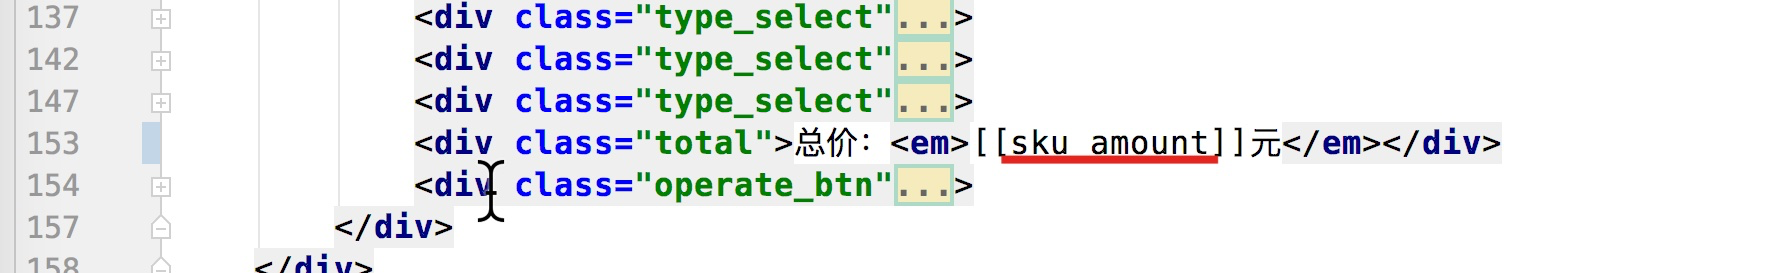 137 <div class="type_select"...>
142 <div class="type_select"...>
147 <div class="type_select"...>
153 <div class="total">总价：<em>[[sku_amount]]元</em></div>
154 <div class="operate_btn"...>
157 </div>
158 </div>